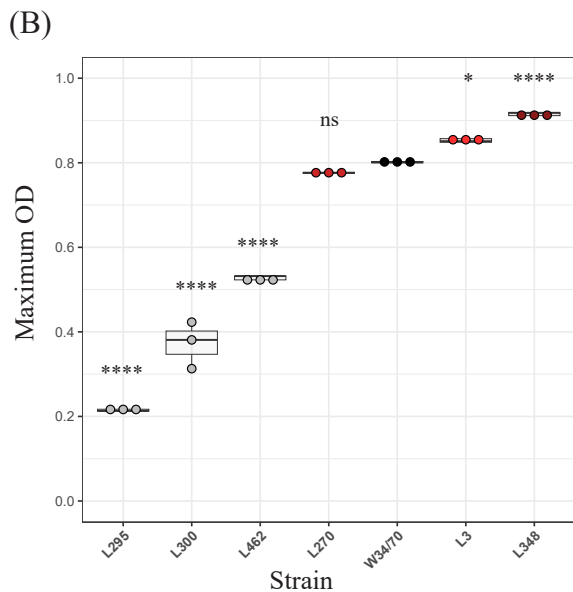 (B)
* ****
1.0
ns
0.8
****
0.6
****
0.4
****
0.2
0.0
Maximum OD
L295 L300 L462 L270 W34/70 L3 L348
Strain